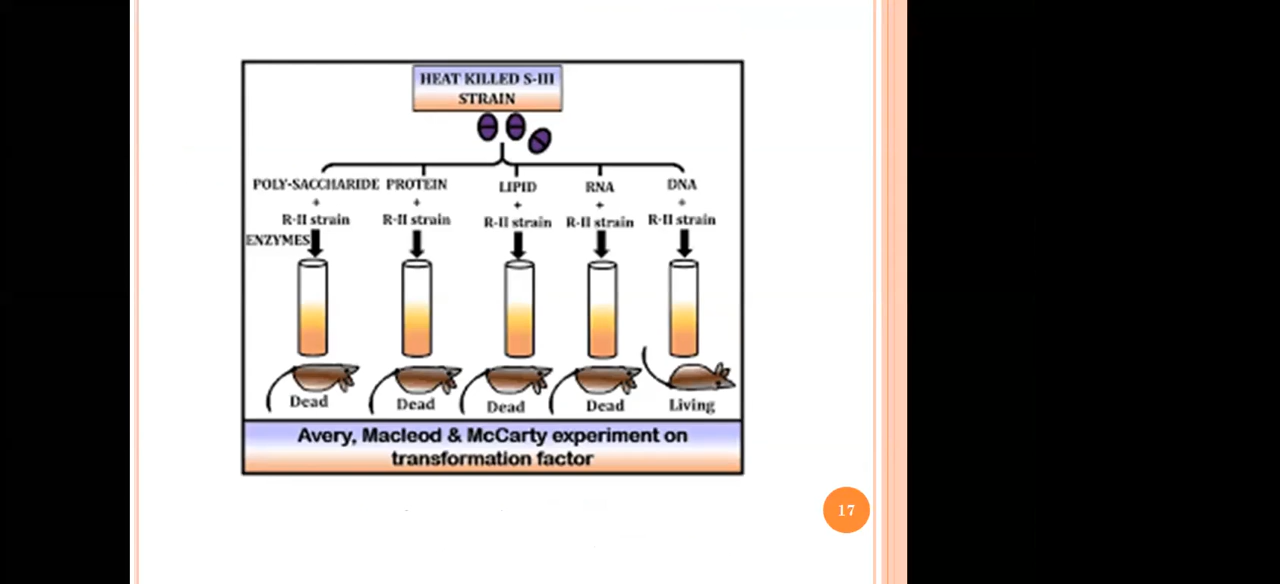 HEAT KILLED S-III
STRAIN
POLY-SACCHARIDE PROTEIN LIPID RNA DNA
+ + + + +
R-II strain R-II strain R-II strain R-II strain R-II strain
ENZYMES
Dead Dead Dead Dead Living
Avery, Macleod & McCarty experiment on
transformation factor
17